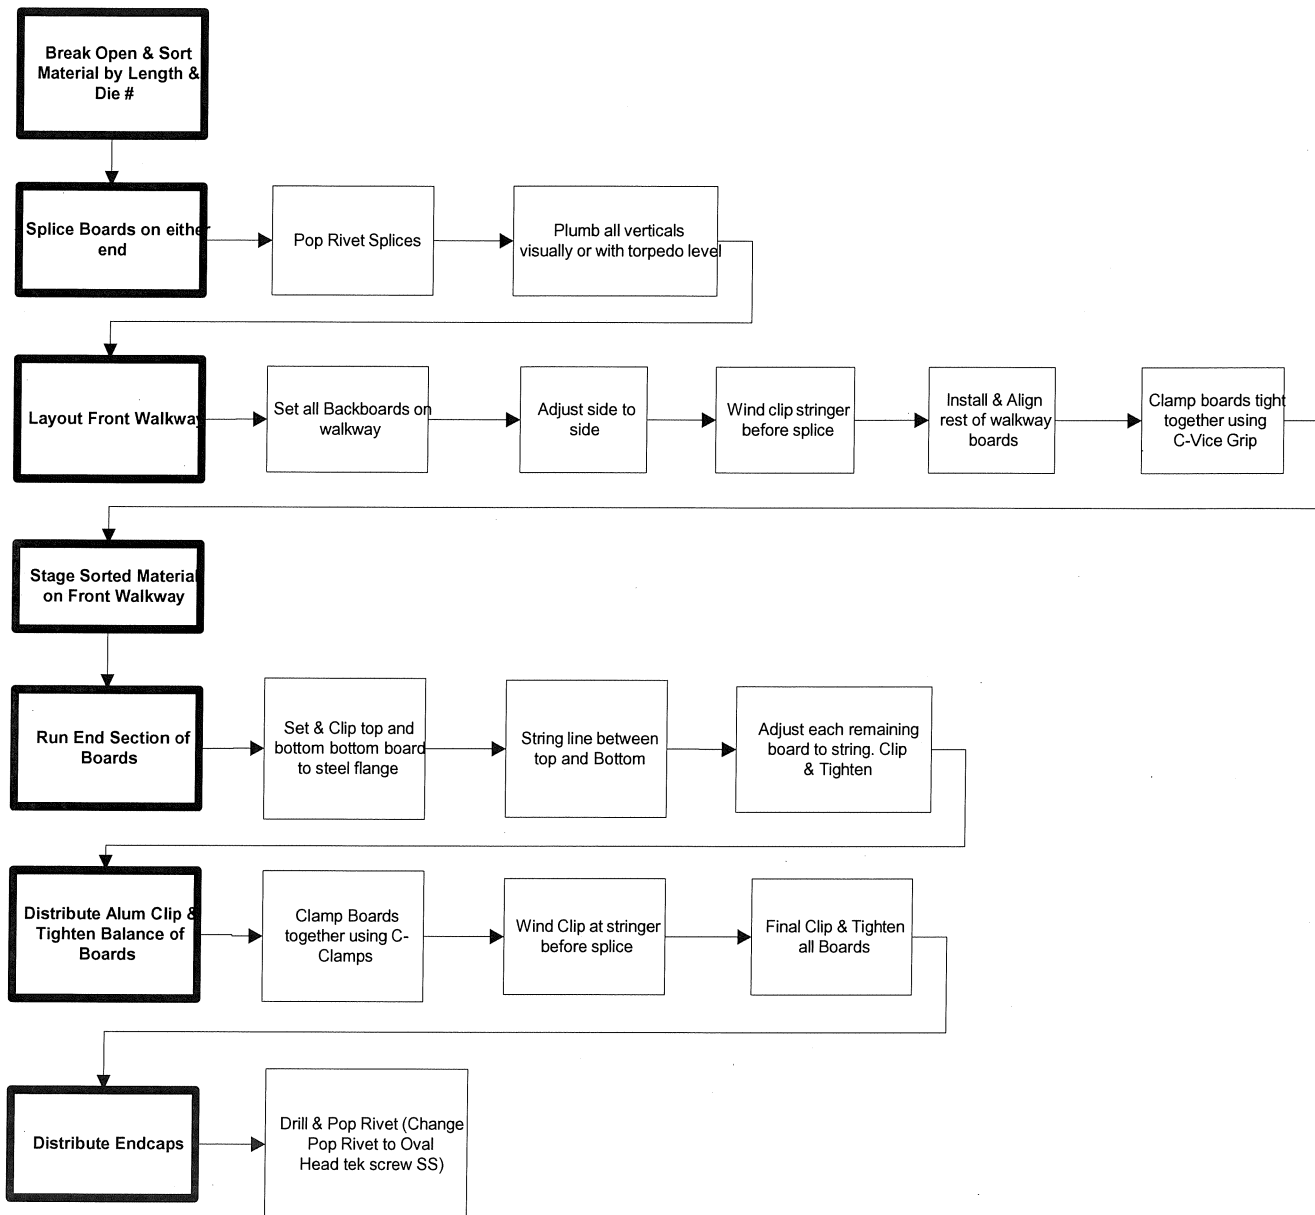 Break Open & Sort
Material by Length &
Die #
Splice Boards on either
end
Pop Rivet Splices
Plumb all verticals
visually or with torpedo level
Layout Front Walkway
Set all Backboards on
walkway
Adjust side to
side
Wind clip stringer
before splice
Install & Align
rest of walkway
boards
Clamp boards tight
together using
C-Vice Grip
Stage Sorted Material
on Front Walkway
Run End Section of
Boards
Set & Clip top and
bottom bottom board
to steel flange
String line between
top and Bottom
Adjust each remaining
board to string. Clip
& Tighten
Distribute Alum Clip &
Tighten Balance of
Boards
Clamp Boards
together using C-
Clamps
Wind Clip at stringer
before splice
Final Clip & Tighten
all Boards
Distribute Endcaps
Drill & Pop Rivet (Change
Pop Rivet to Oval
Head tek screw SS)